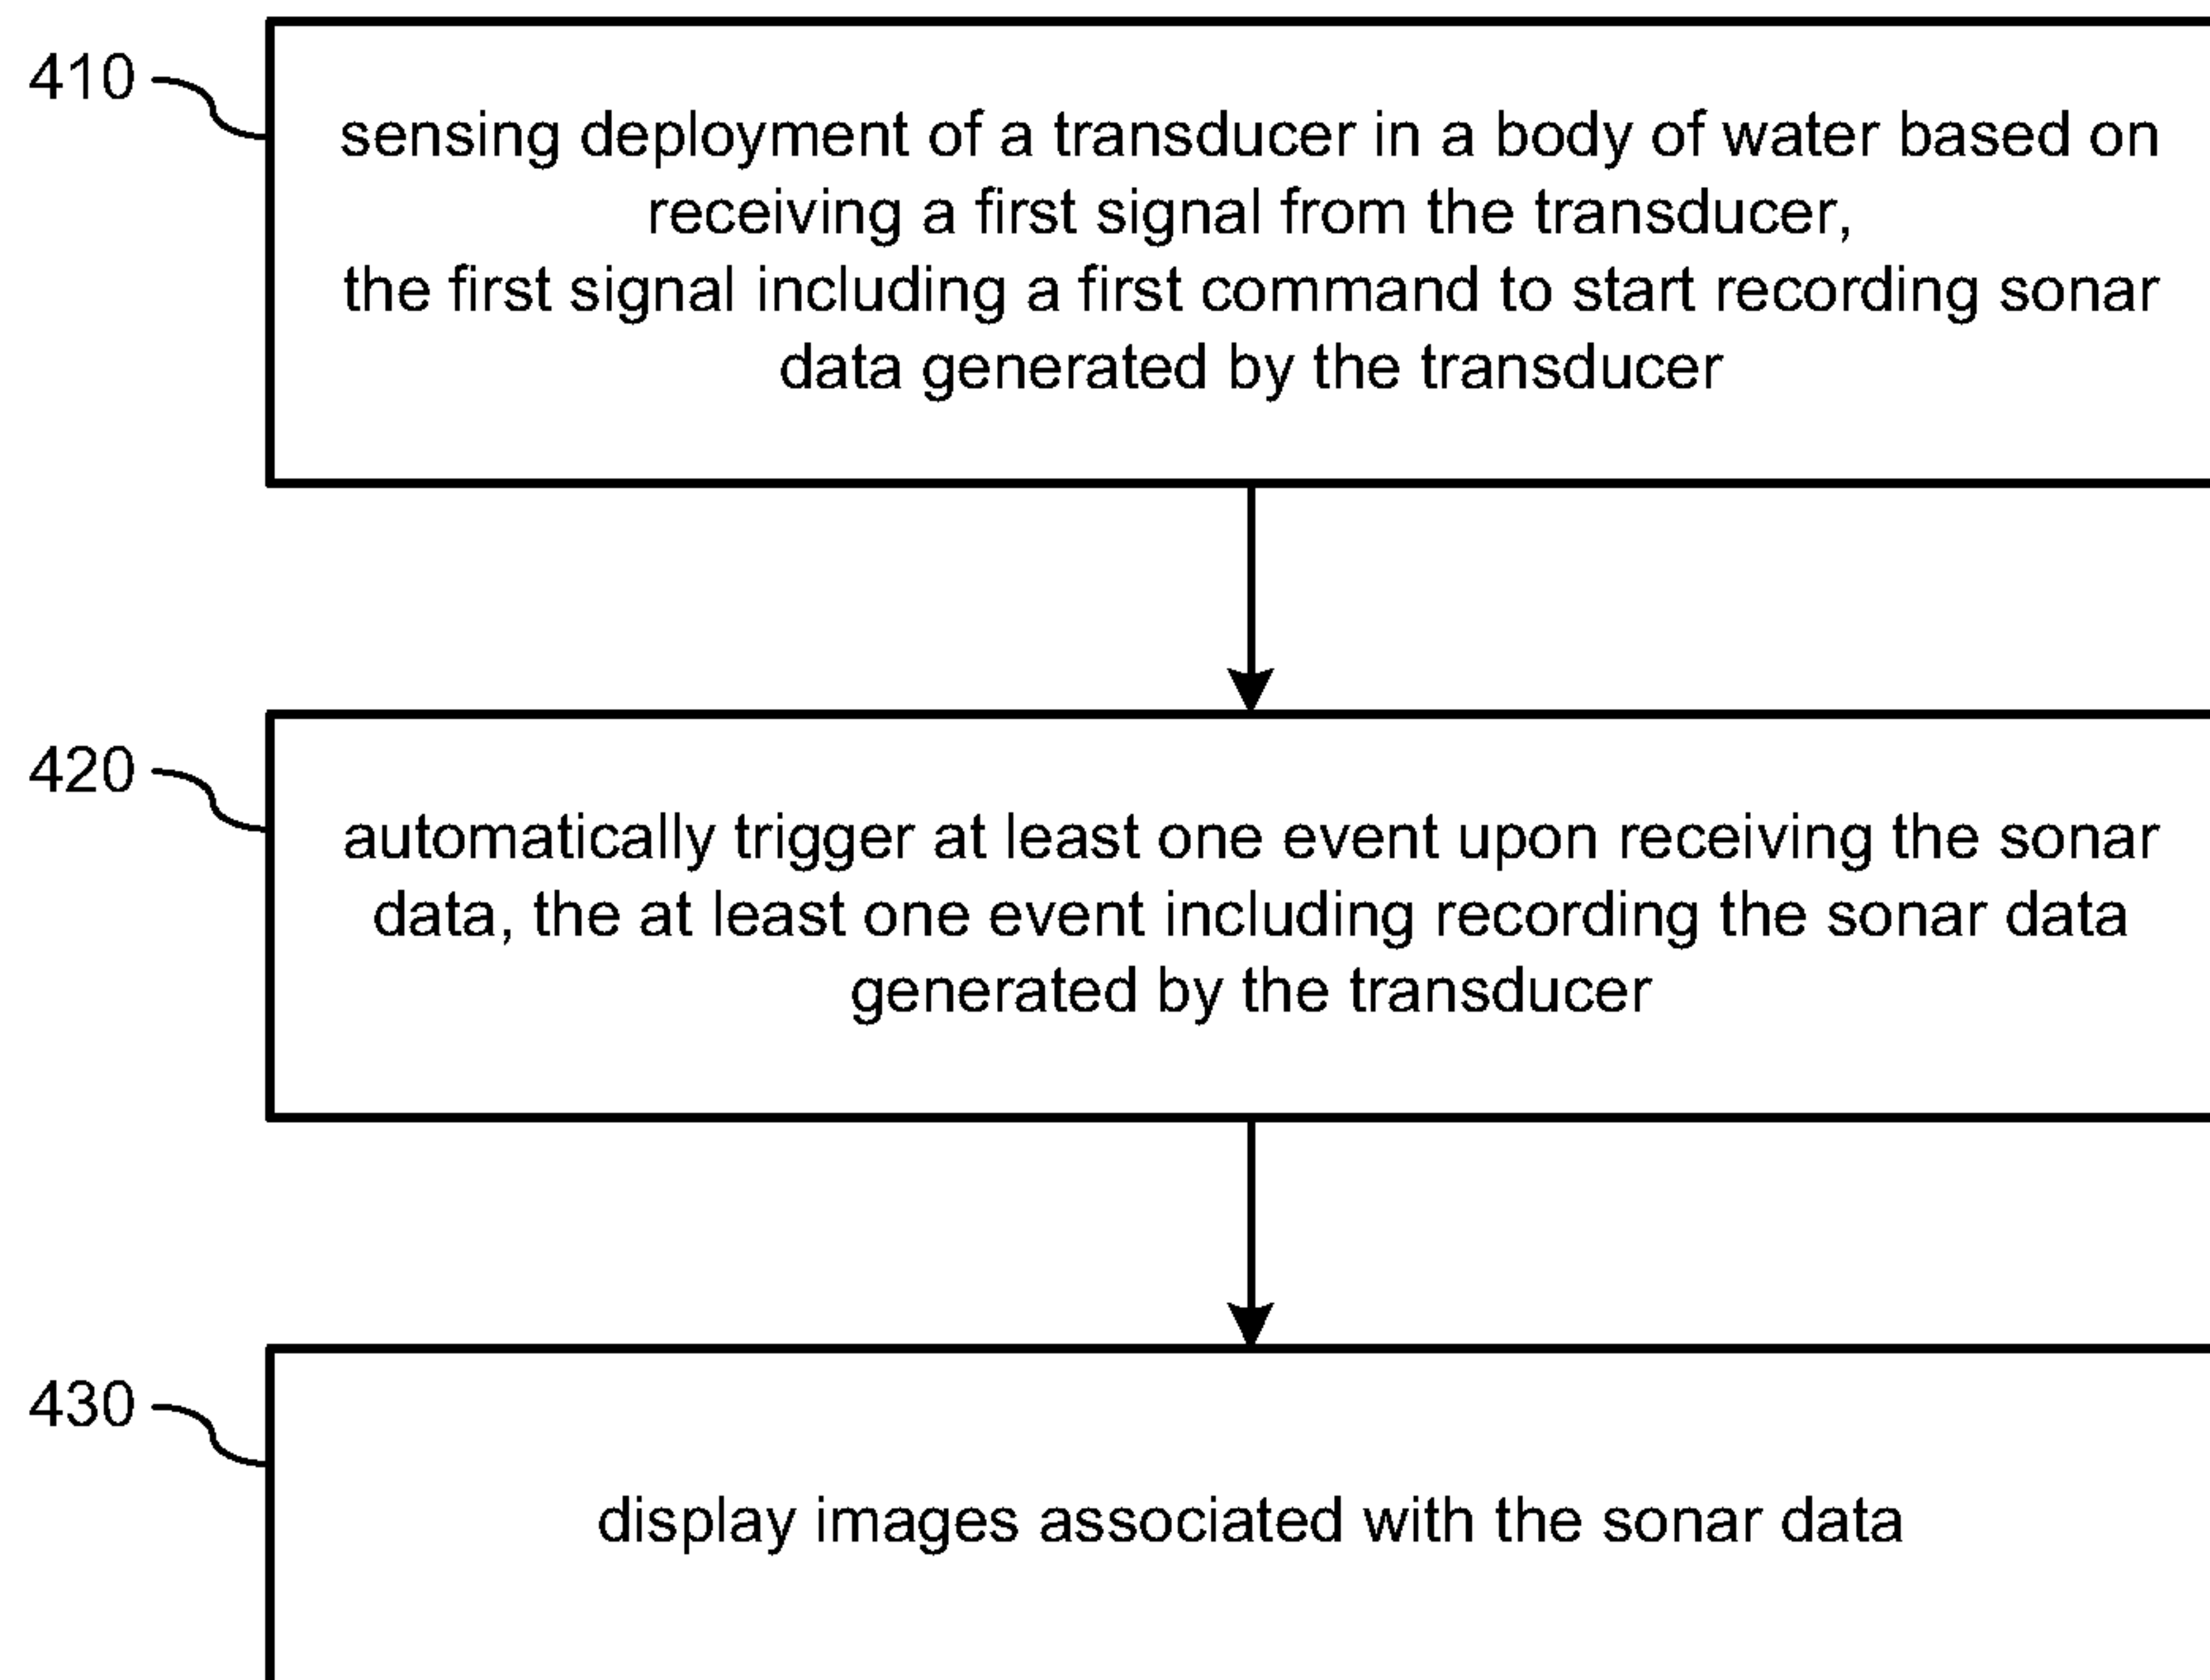 410
sensing deployment of a transducer in a body of water based on
receiving a first signal from the transducer,
the first signal including a first command to start recording sonar
data generated by the transducer
420
automatically trigger at least one event upon receiving the sonar
data, the at least one event including recording the sonar data
generated by the transducer
430
display images associated with the sonar data